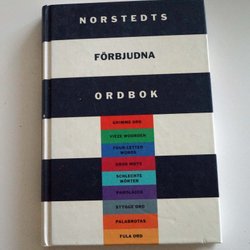 NORSTEDTS
FÖRBJUDNA
ORDBOK
GRIMME ORD
VIEZE WOORDEN
FOUR-LETTER
WORDS
GROS MOTS
SCHLECHTE
WÖRTER
PAROLACCE
STYGGE ORD
PALABROTAS
FULA ORD